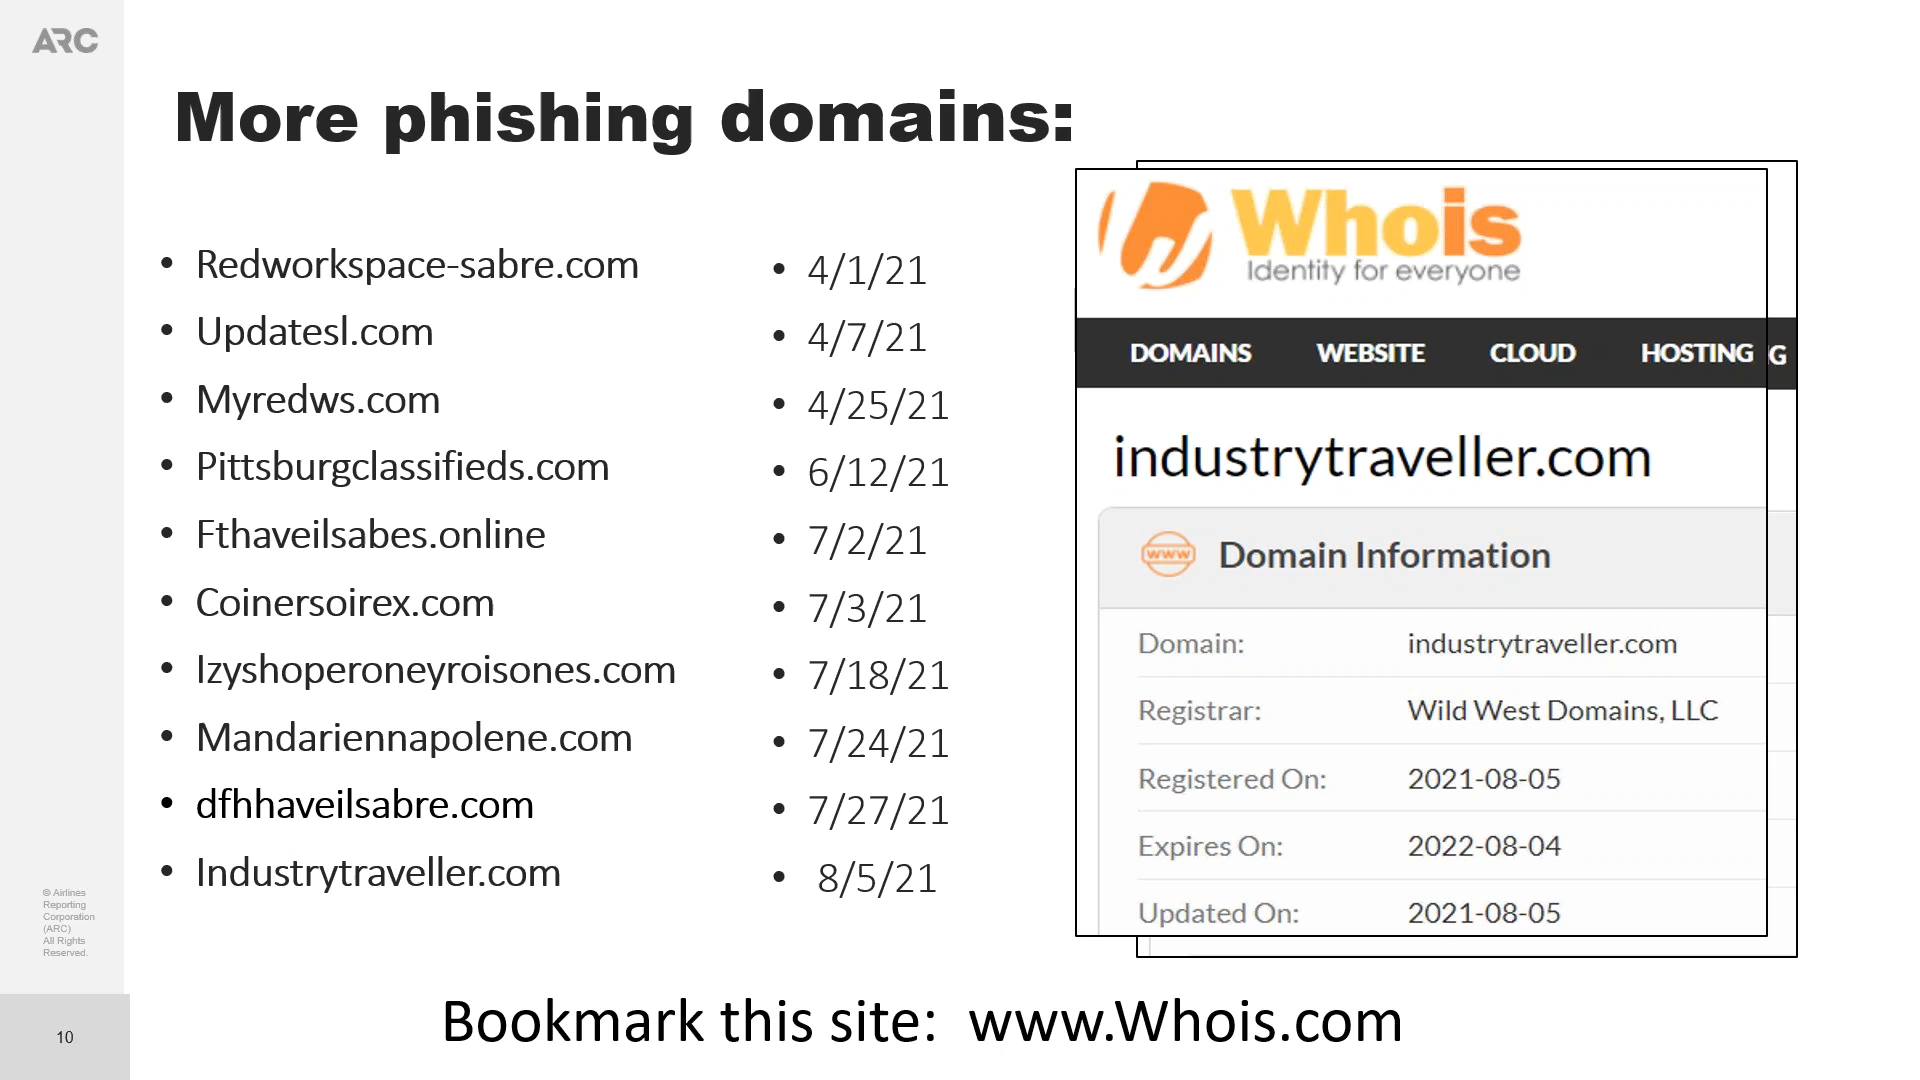 ARC
More phishing domains:
• Redworkspace-sabre.com
• Updatesl.com
• Myredws.com
• Pittsburgclassifieds.com
• Fthaveilsabes.online
• Coinersoirex.com
• Izyshoperoneyroisones.com
• Mandariennapolene.com
• dfhhaveilsabre.com
• Industrytraveller.com
• 4/1/21
• 4/7/21
• 4/25/21
• 6/12/21
• 7/2/21
• 7/3/21
• 7/18/21
• 7/24/21
• 7/27/21
• 8/5/21
Whois
Identity for everyone
DOMAINS WEBSITE CLOUD HOSTING G
industrytraveller.com
www Domain Information
Domain: industrytraveller.com
Registrar: Wild West Domains, LLC
Registered On: 2021-08-05
Expires On: 2022-08-04
Updated On: 2021-08-05
Bookmark this site: www.Whois.com
© Airlines
Reporting
Corporation
(ARC)
All Rights
Reserved.
10